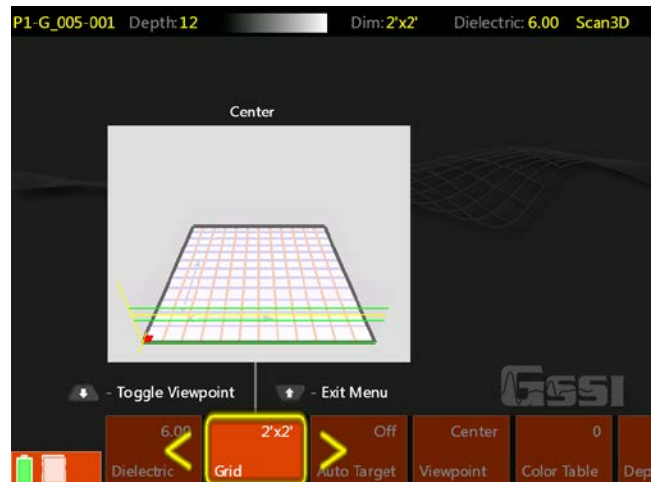 P1-G_005-001 Depth:12 Dim:2'x2' Dielectric: 6.00 Scan3D
Center
- Toggle Viewpoint - Exit Menu
GSSI
6.00 2'x2' Off Center 0
Dielectric Grid Auto Target Viewpoint Color Table Dep